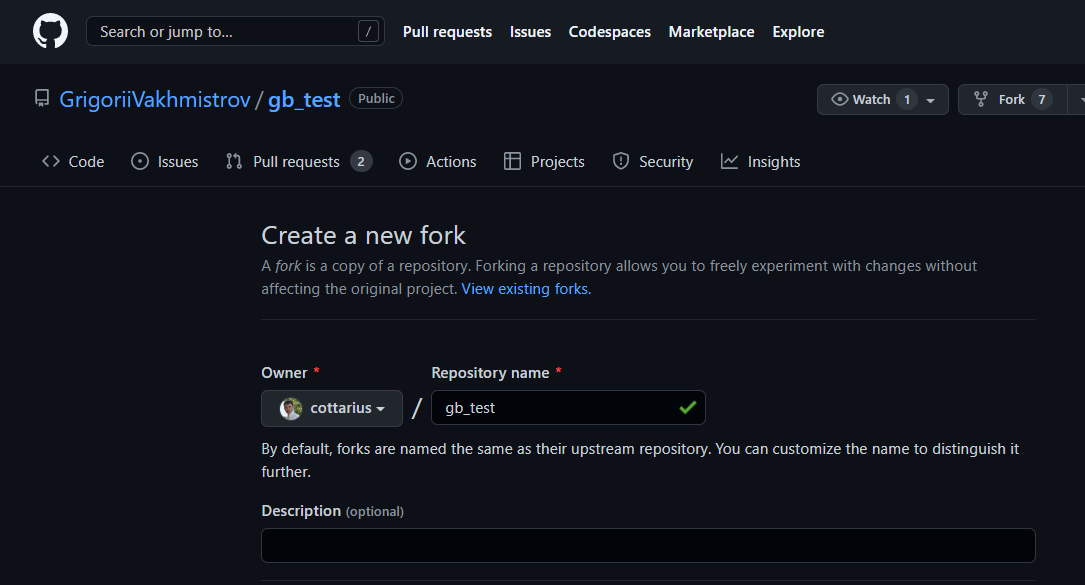 Search or jump to... /
Pull requests Issues Codespaces Marketplace Explore
GrigoriiVakhmistrov / gb_test Public
Watch 1 Fork 7
Code Issues Pull requests 2 Actions Projects Security Insights
Create a new fork
A fork is a copy of a repository. Forking a repository allows you to freely experiment with changes without
affecting the original project. View existing forks.
Owner * Repository name *
cottarius / gb_test
By default, forks are named the same as their upstream repository. You can customize the name to distinguish it
further.
Description (optional)